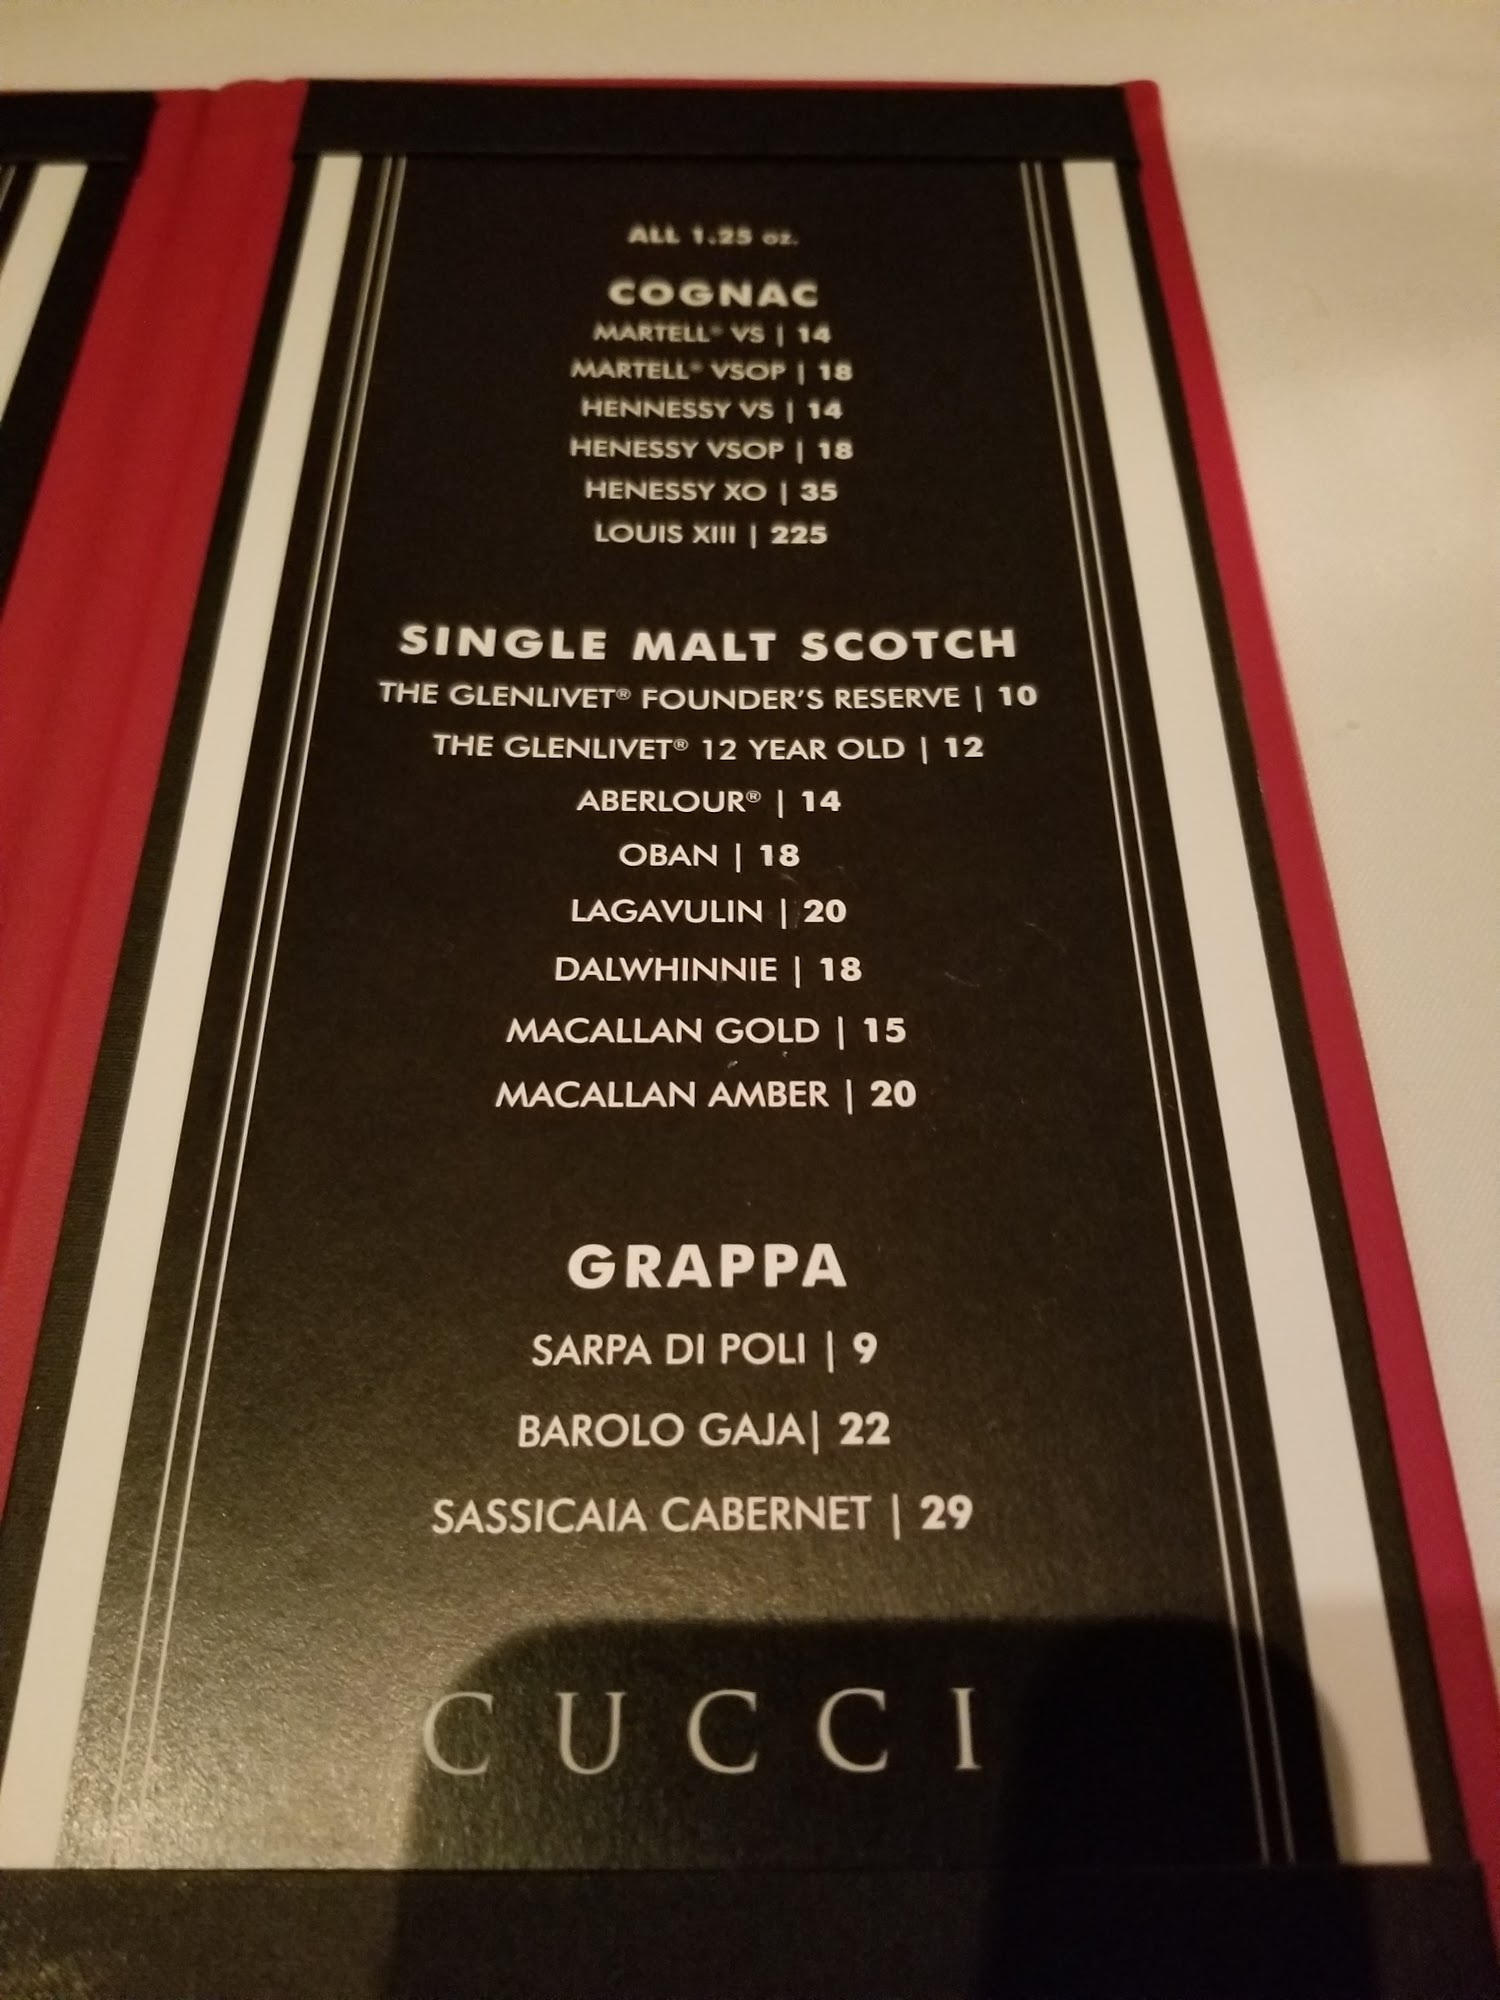 ALL 1.25 oz.
COGNAC
MARTELL® VS | 14
MARTELL® VSOP | 18
HENNESSY VS | 14
HENESSY VSOP | 18
HENESSY XO | 35
LOUIS XIII | 225
SINGLE MALT SCOTCH
THE GLENLIVET® FOUNDER'S RESERVE | 10
THE GLENLIVET® 12 YEAR OLD | 12
ABERLOUR® | 14
OBAN | 18
LAGAVULIN | 20
DALWHINNIE | 18
MACALLAN GOLD | 15
MACALLAN AMBER | 20
GRAPPA
SARPA DI POLI | 9
BAROLO GAJA| 22
SASSICAIA CABERNET | 29
CUCCI